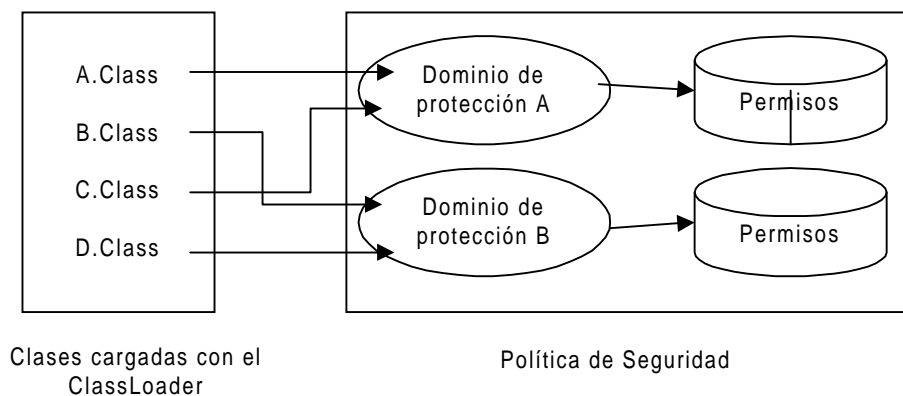 A.Class
B.Class
C.Class
D.Class
Dominio de
protección A
Permisos
Dominio de
protección B
Permisos
Clases cargadas con el
ClassLoader
Política de Seguridad